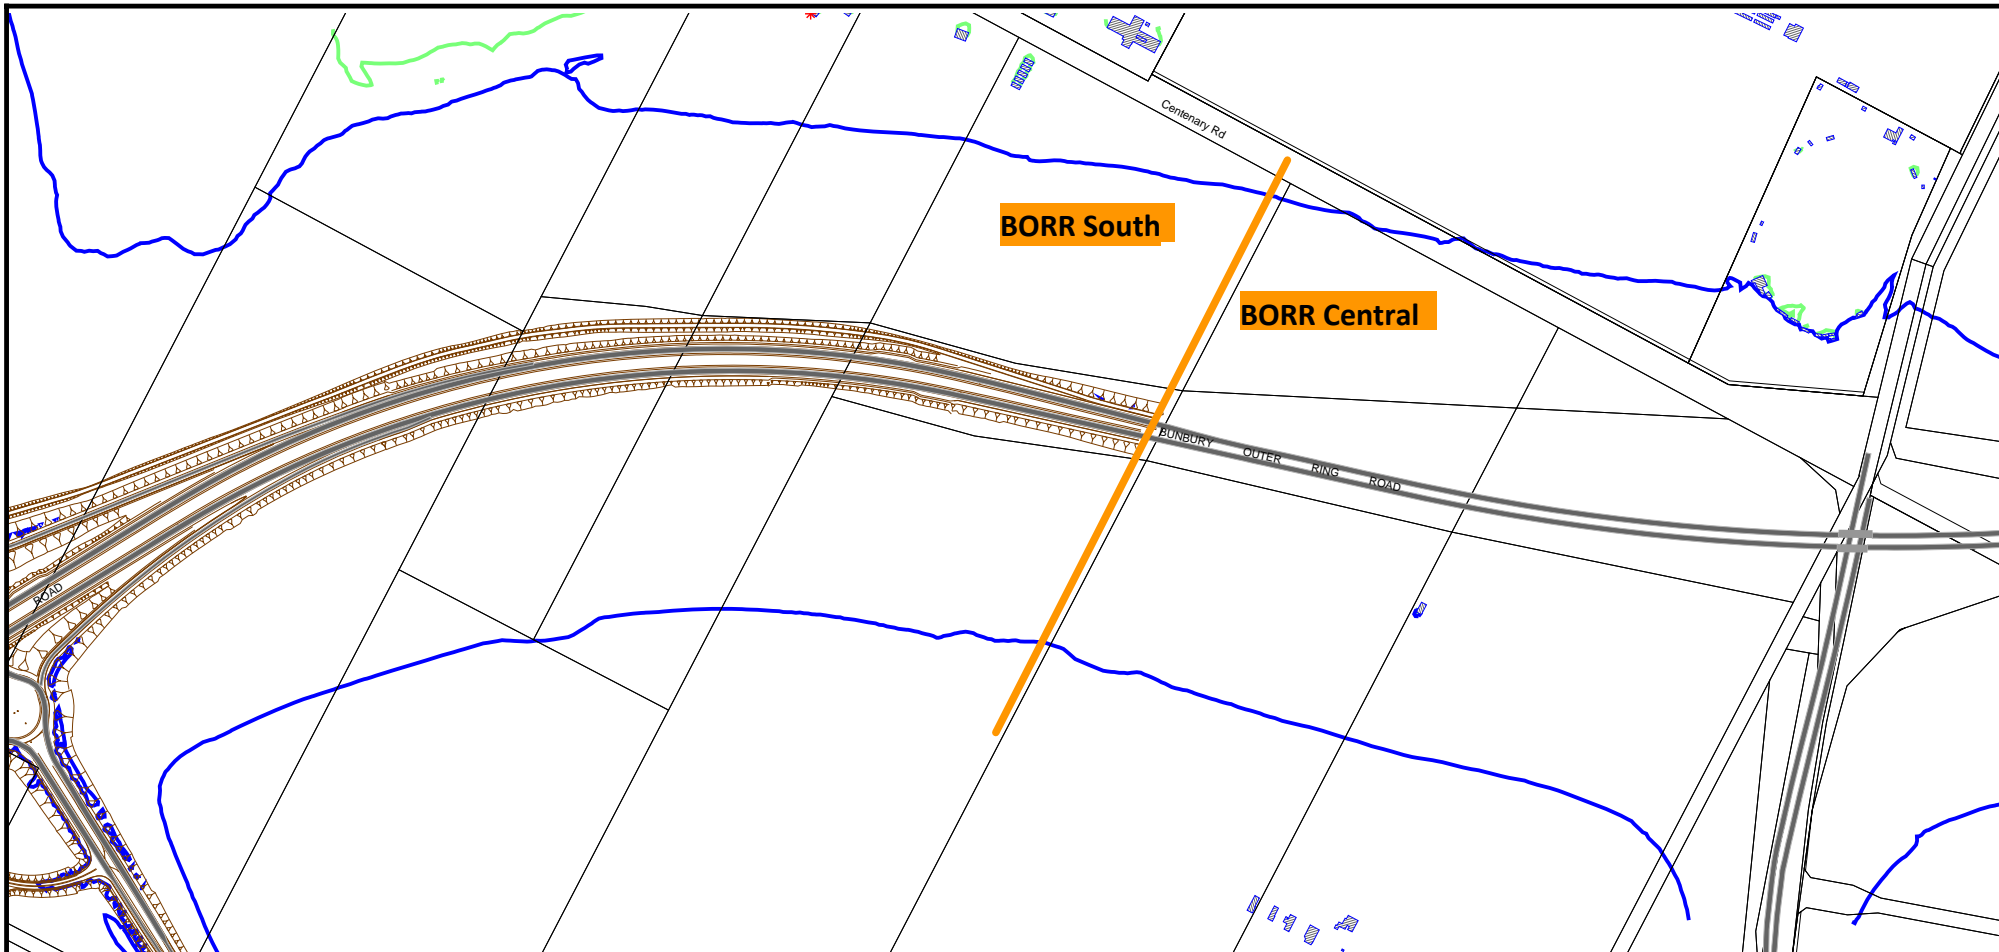 Centenary Rd
BORR South
BORR Central
BUNBURY OUTER RING ROAD
ROAD